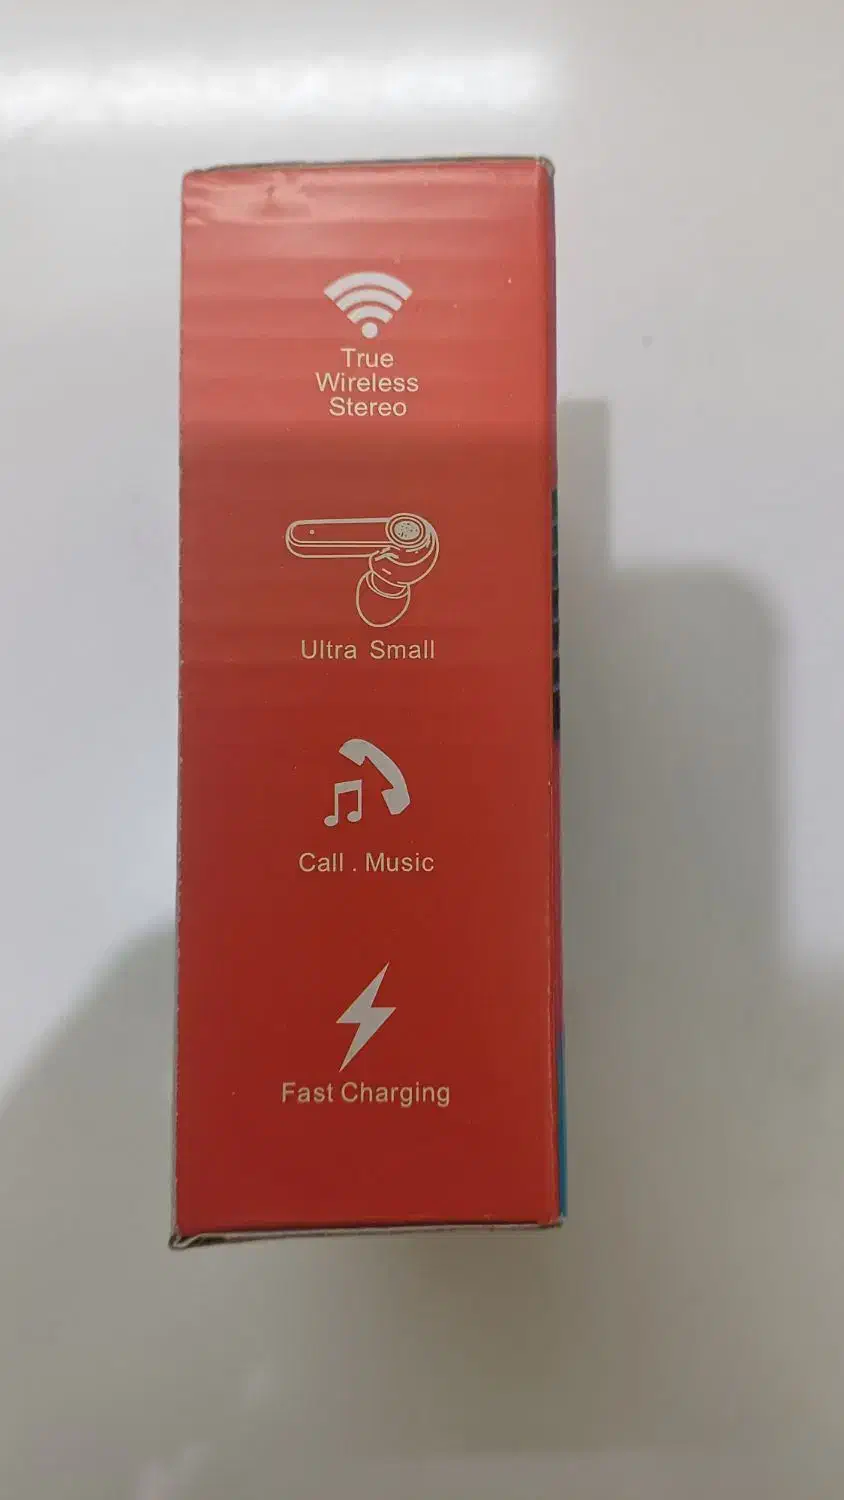 True
Wireless
Stereo
Ultra Small
Call . Music
Fast Charging